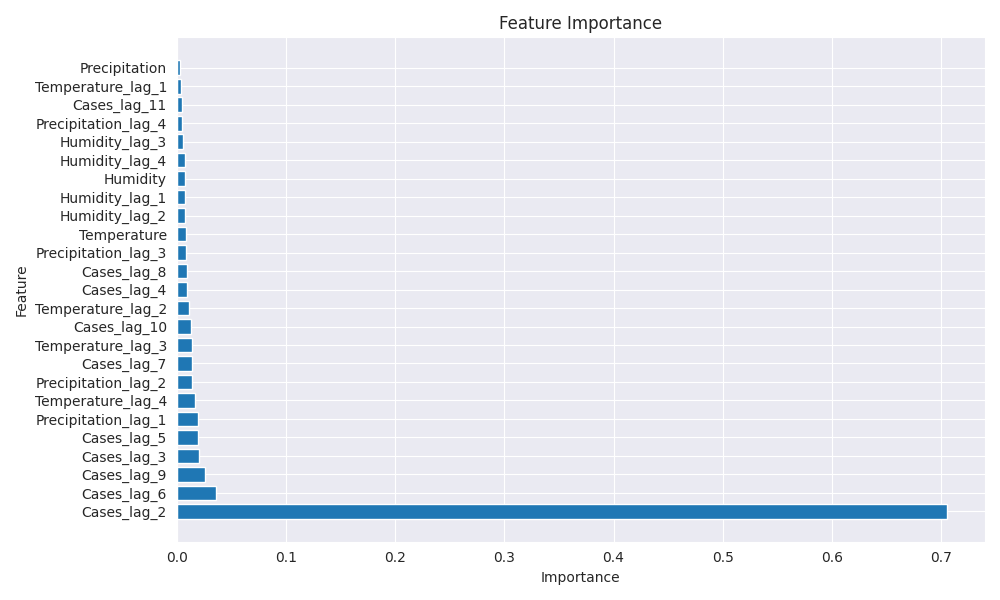 Feature Importance
Precipitation
Temperature_lag_1
Cases_lag_11
Precipitation_lag_4
Humidity_lag_3
Humidity_lag_4
Humidity
Humidity_lag_1
Humidity_lag_2
Temperature
Precipitation_lag_3
Cases_lag_8
Cases_lag_4
Temperature_lag_2
Cases_lag_10
Temperature_lag_3
Cases_lag_7
Precipitation_lag_2
Temperature_lag_4
Precipitation_lag_1
Cases_lag_5
Cases_lag_3
Cases_lag_9
Cases_lag_6
Cases_lag_2
Feature
0.0 0.1 0.2 0.3 0.4 0.5 0.6 0.7
Importance